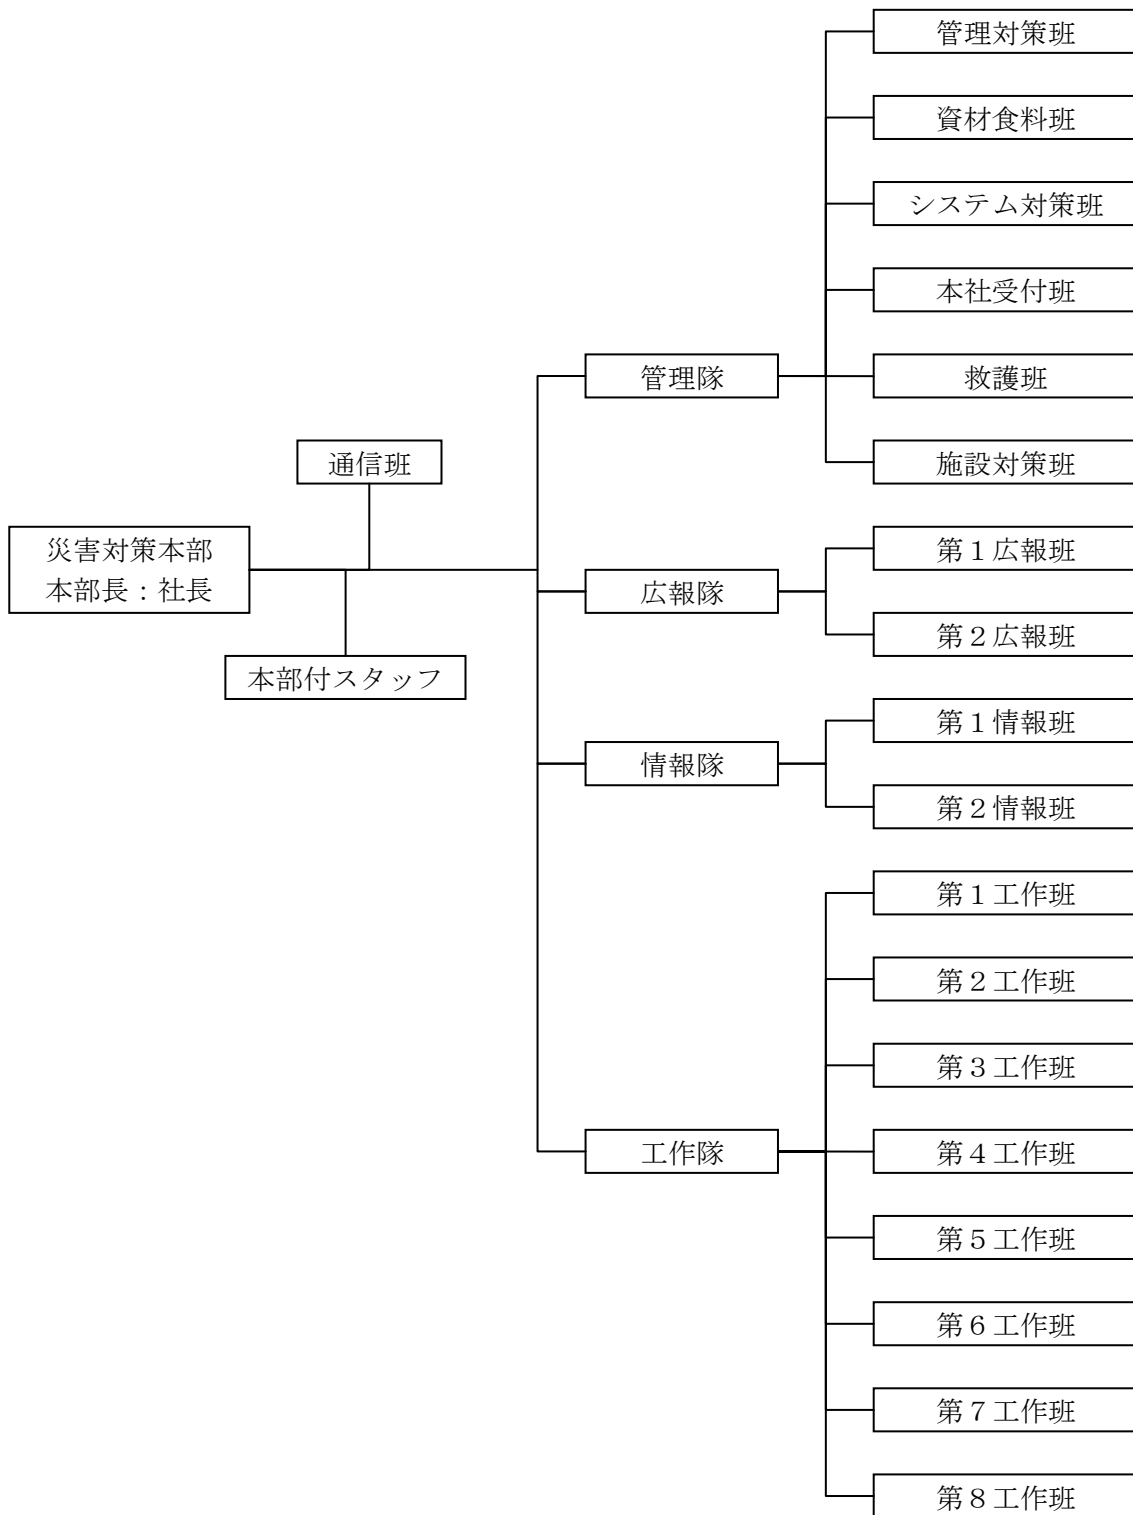 管理対策班
資材食料班
システム対策班
本社受付班
管理隊
救護班
通信班
施設対策班
災害対策本部
本部長：社長
第１広報班
広報隊
第２広報班
本部付スタッフ
第１情報班
情報隊
第２情報班
第１工作班
第２工作班
第３工作班
工作隊
第４工作班
第５工作班
第６工作班
第７工作班
第８工作班